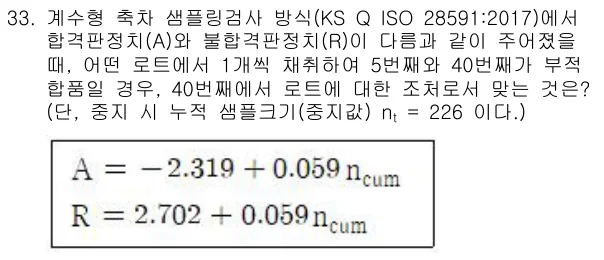 33. 계수형 축차 샘플링검사 방식(KS Q ISO 28591:2017)에서
합격판정치(A)와 불합격판정치(R)이 다음과 같이 주어졌을
때, 어떤 로트에서 1개씩 채취하여 5번째와 40번째가 부적
합품일 경우, 40번째에서 로트에 대한 조처로서 맞는 것은?
(단, 중지 시 누적 샘플크기(중지값) nₜ = 226 이다.)
A = −2.319 + 0.059 n_cum
R = 2.702 + 0.059 n_cum